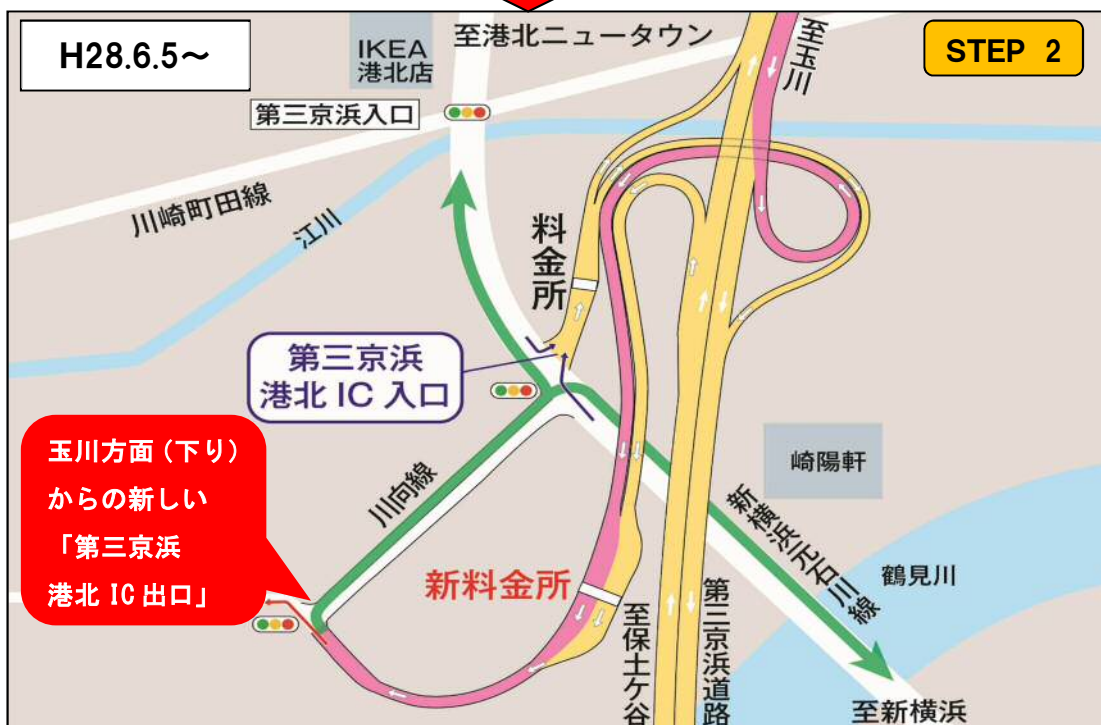 H28.6.5～
STEP 2
IKEA
港北店
至港北ニュータウン
至玉川
第三京浜入口
川崎町田線
江川
料金所
第三京浜
港北 IC 入口
玉川方面（下り）
からの新しい
「第三京浜
港北 IC 出口」
川向線
崎陽軒
新横浜元石川線
鶴見川
新料金所
至保土ケ谷
第三京浜道路
至新横浜